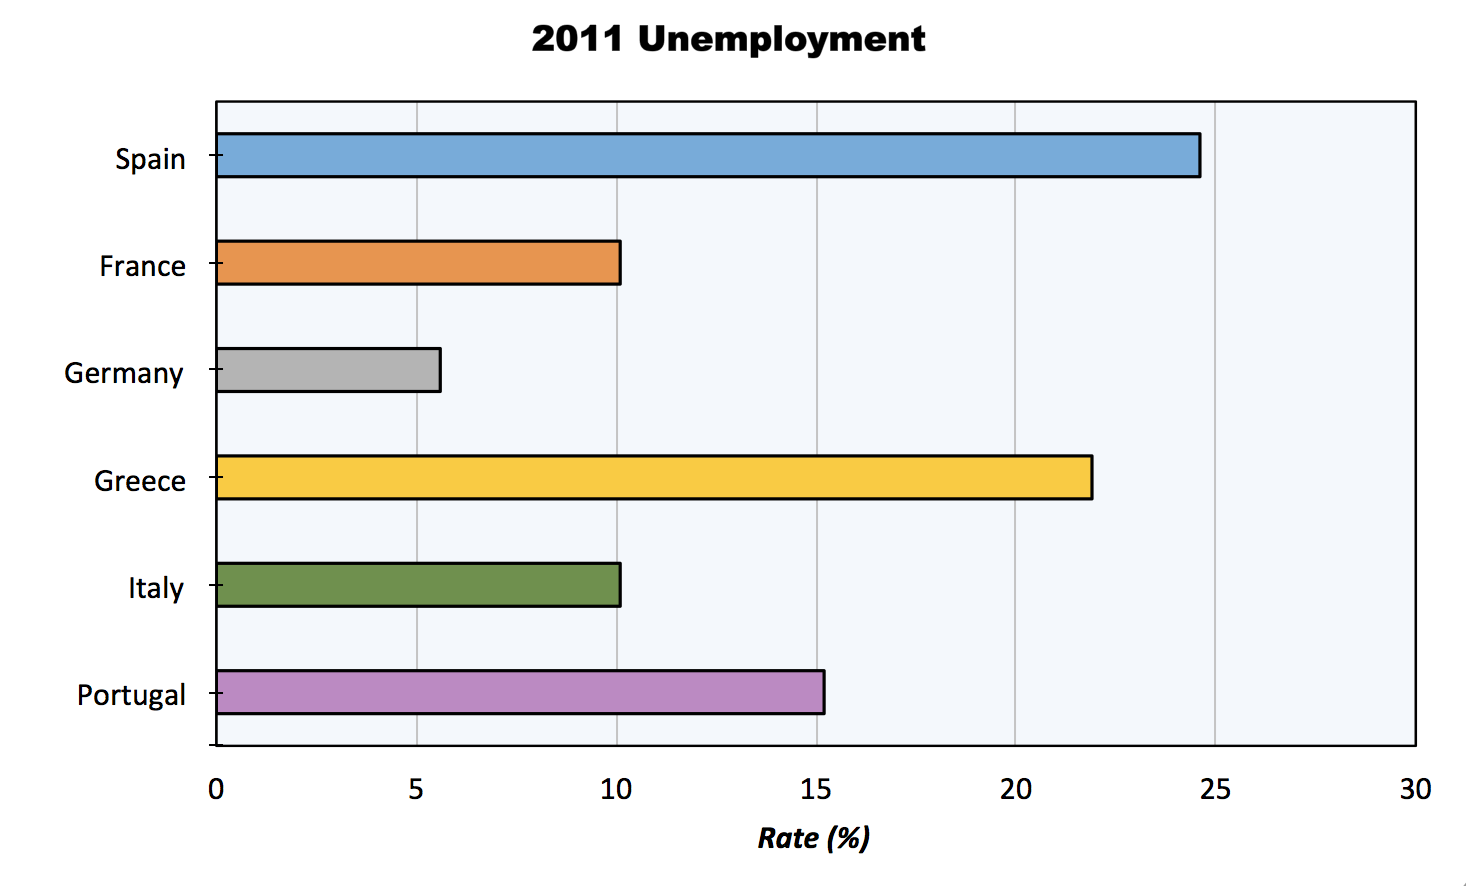 2011 Unemployment
Spain
France
Germany
Greece
Italy
Portugal
0 5 10 15 20 25 30
Rate (%)